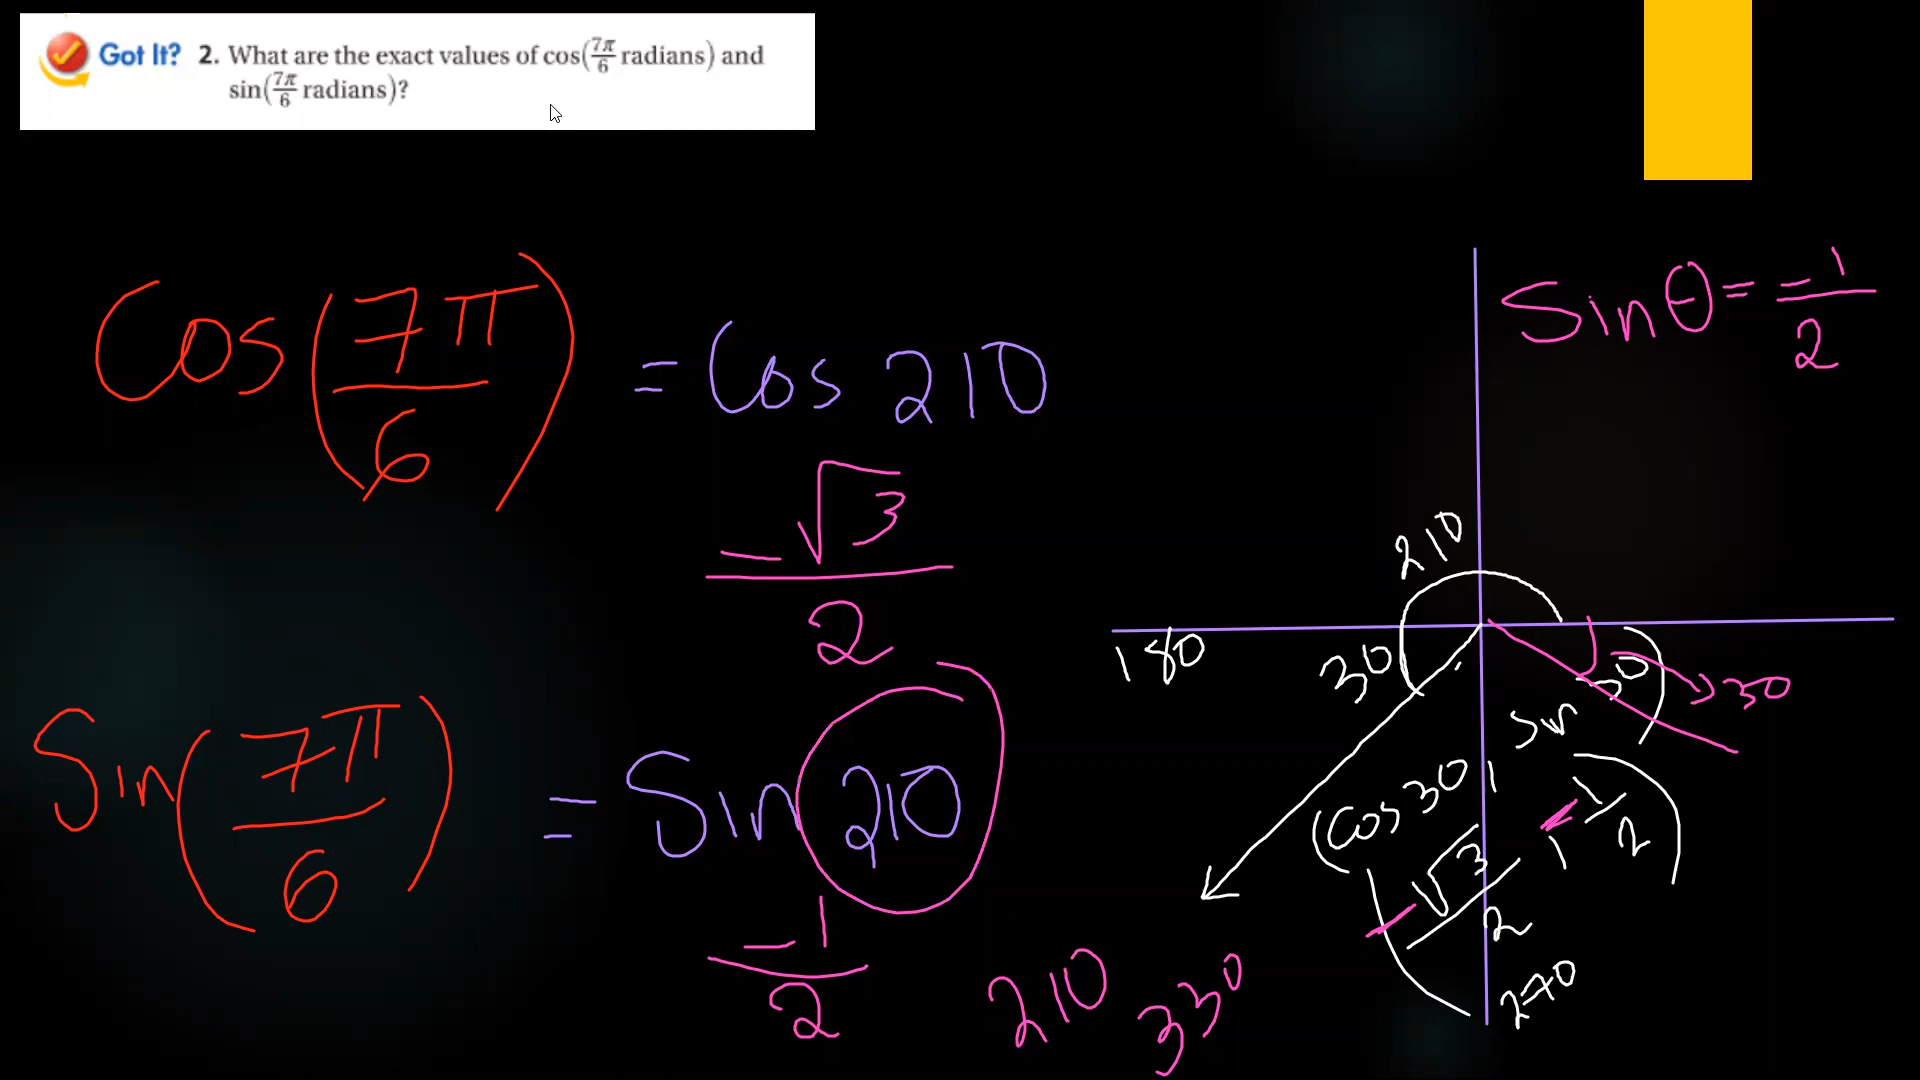 Got It? 2. What are the exact values of cos(7π/6 radians) and
sin(7π/6 radians)?
Cos(7π/6) = Cos 210
-√3/2
Sin(7π/6) = Sin 210
-1/2
210 330
Sinθ = -1/2
210
180
30
30
(Cos 30, Sin 30)
(-√3/2, -1/2)
270